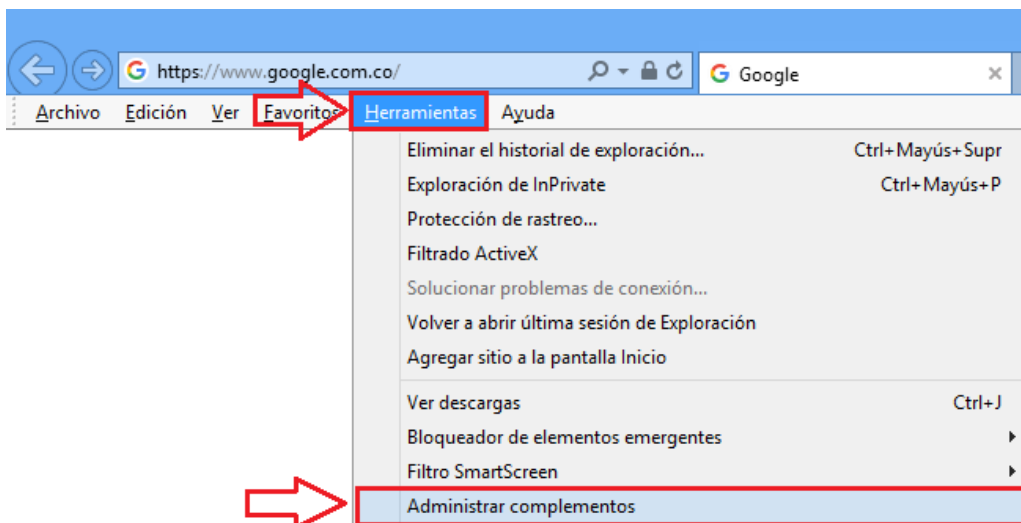 https://www.google.com.co/ Google
Archivo Edición Ver Favoritos Herramientas Ayuda
Eliminar el historial de exploración... Ctrl+Mayús+Supr
Exploración de InPrivate Ctrl+Mayús+P
Protección de rastreo...
Filtrado ActiveX
Solucionar problemas de conexión...
Volver a abrir última sesión de Exploración
Agregar sitio a la pantalla Inicio
Ver descargas Ctrl+J
Bloqueador de elementos emergentes
Filtro SmartScreen
Administrar complementos